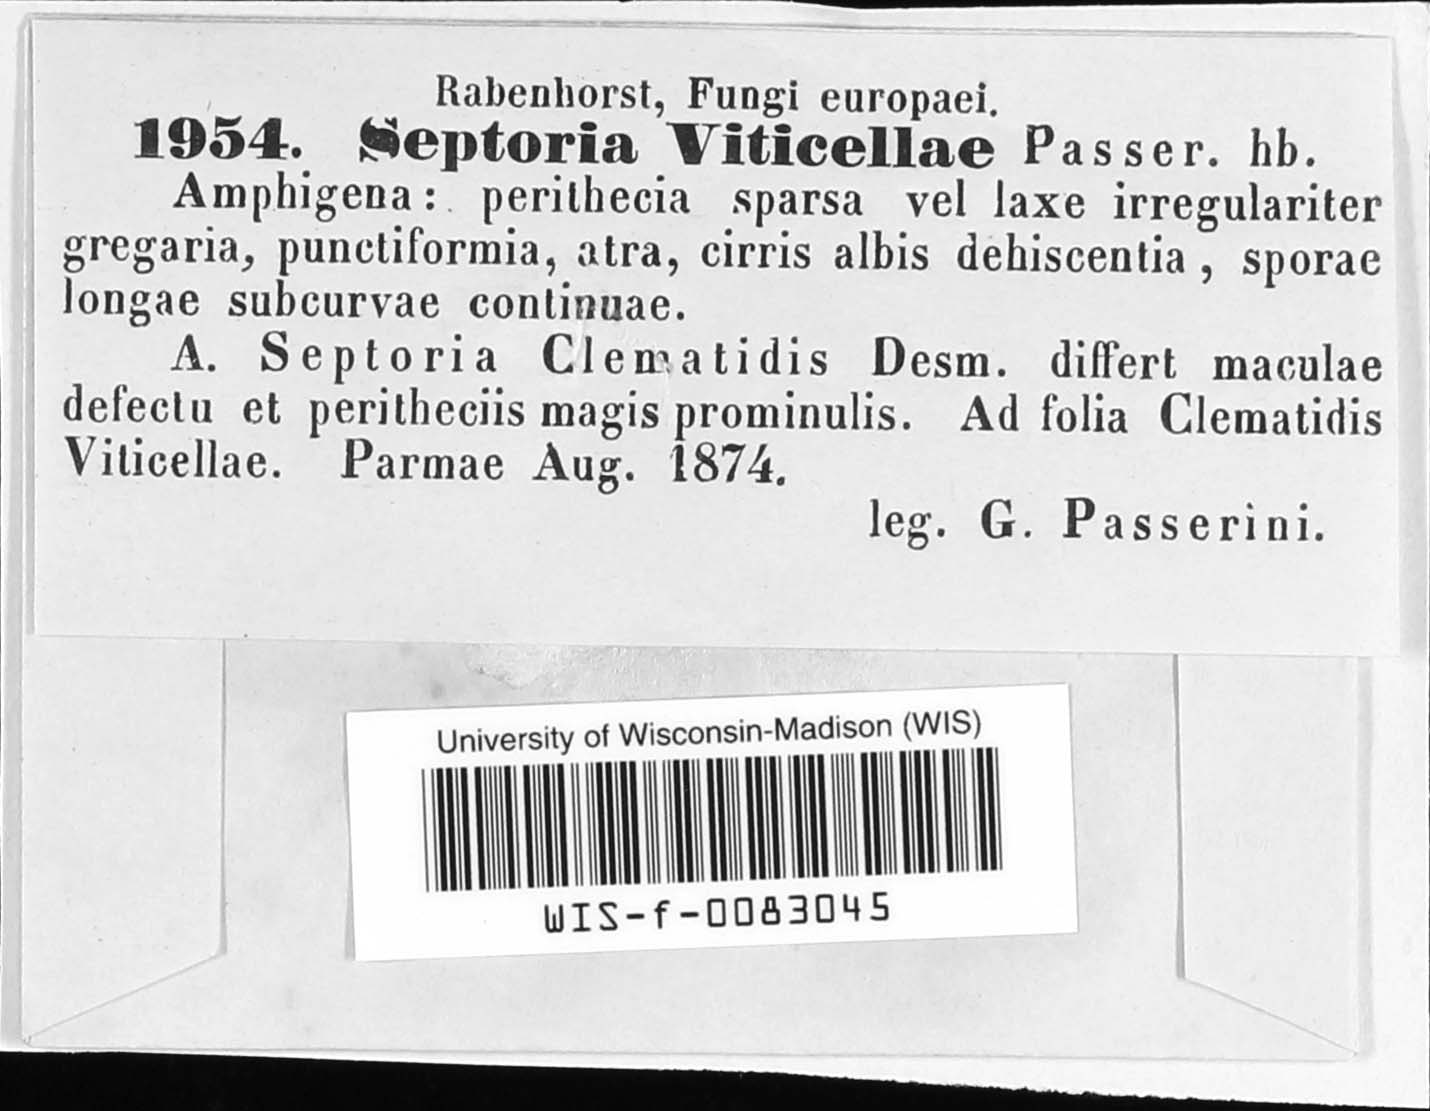 Rabenhorst, Fungi europaei.
1954. Septoria Viticellae Passer. hb.
Amphigena: perithecia sparsa vel laxe irregulariter
gregaria, punctiformia, atra, cirris albis dehiscentia, sporae
longae subcurvae continuae.
A. Septoria Clematidis Desm. differt maculae
defectu et peritheciis magis prominulis. Ad folia Clematidis
Viticellae. Parmae Aug. 1874.
leg. G. Passerini.
University of Wisconsin-Madison (WIS)
WIS-f-0083045